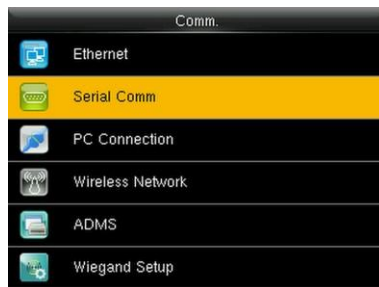 Comm.
Ethernet
Serial Comm
PC Connection
Wireless Network
ADMS
Wiegand Setup